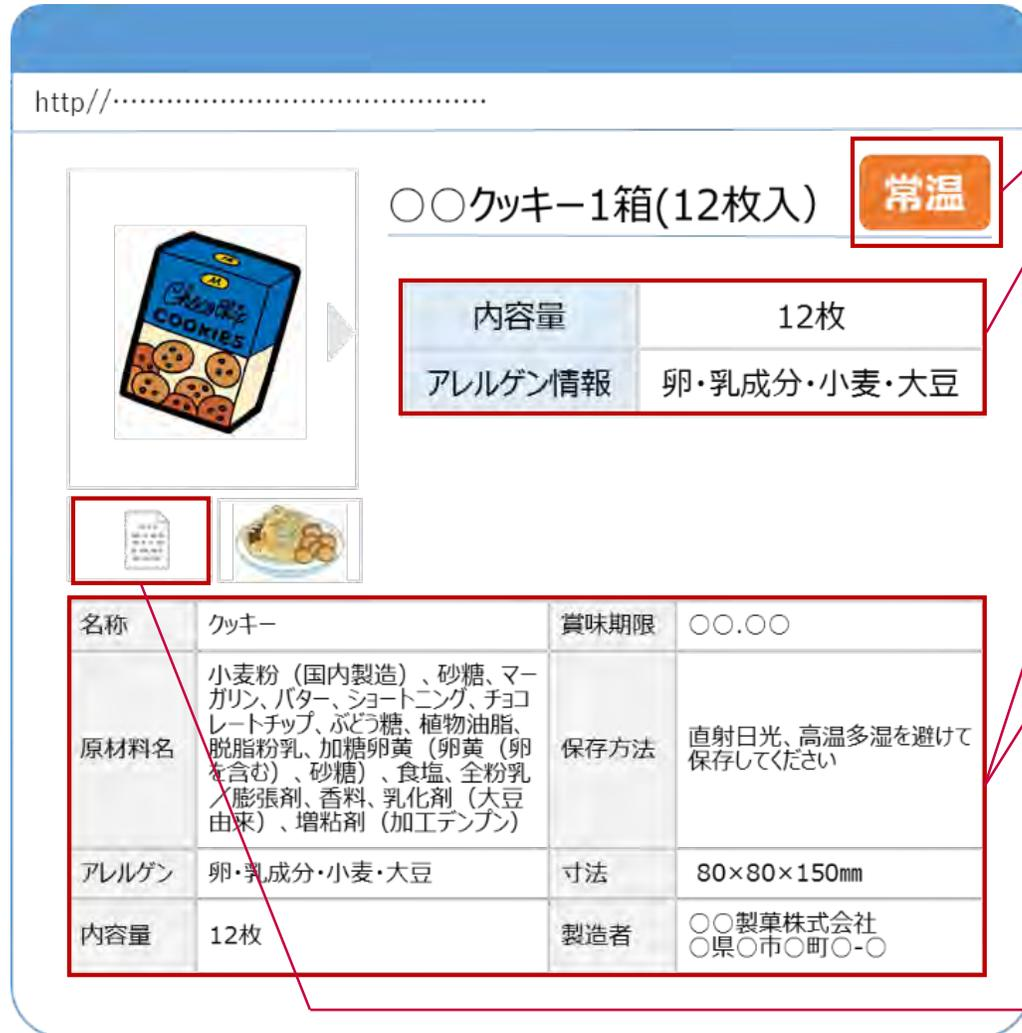 http//……………………………………
○○クッキー1箱(12枚入)
常温
Chocochip
COOKIES
内容量 12枚
アレルゲン情報 卵・乳成分・小麦・大豆
名称 クッキー 賞味期限 ○○.○○
原材料名
小麦粉(国内製造)、砂糖、マー
ガリン、バター、ショートニング、チョコ
レートチップ、ぶどう糖、植物油脂、
脱脂粉乳、加糖卵黄(卵黄(卵
を含む)、砂糖)、食塩、全粉乳
/膨張剤、香料、乳化剤(大豆
由来)、増粘剤(加工デンプン)
保存方法
直射日光、高温多湿を避けて
保存してください
アレルゲン 卵・乳成分・小麦・大豆 寸法 80×80×150㎜
内容量 12枚 製造者
○○製菓株式会社
○県○市○町○-○